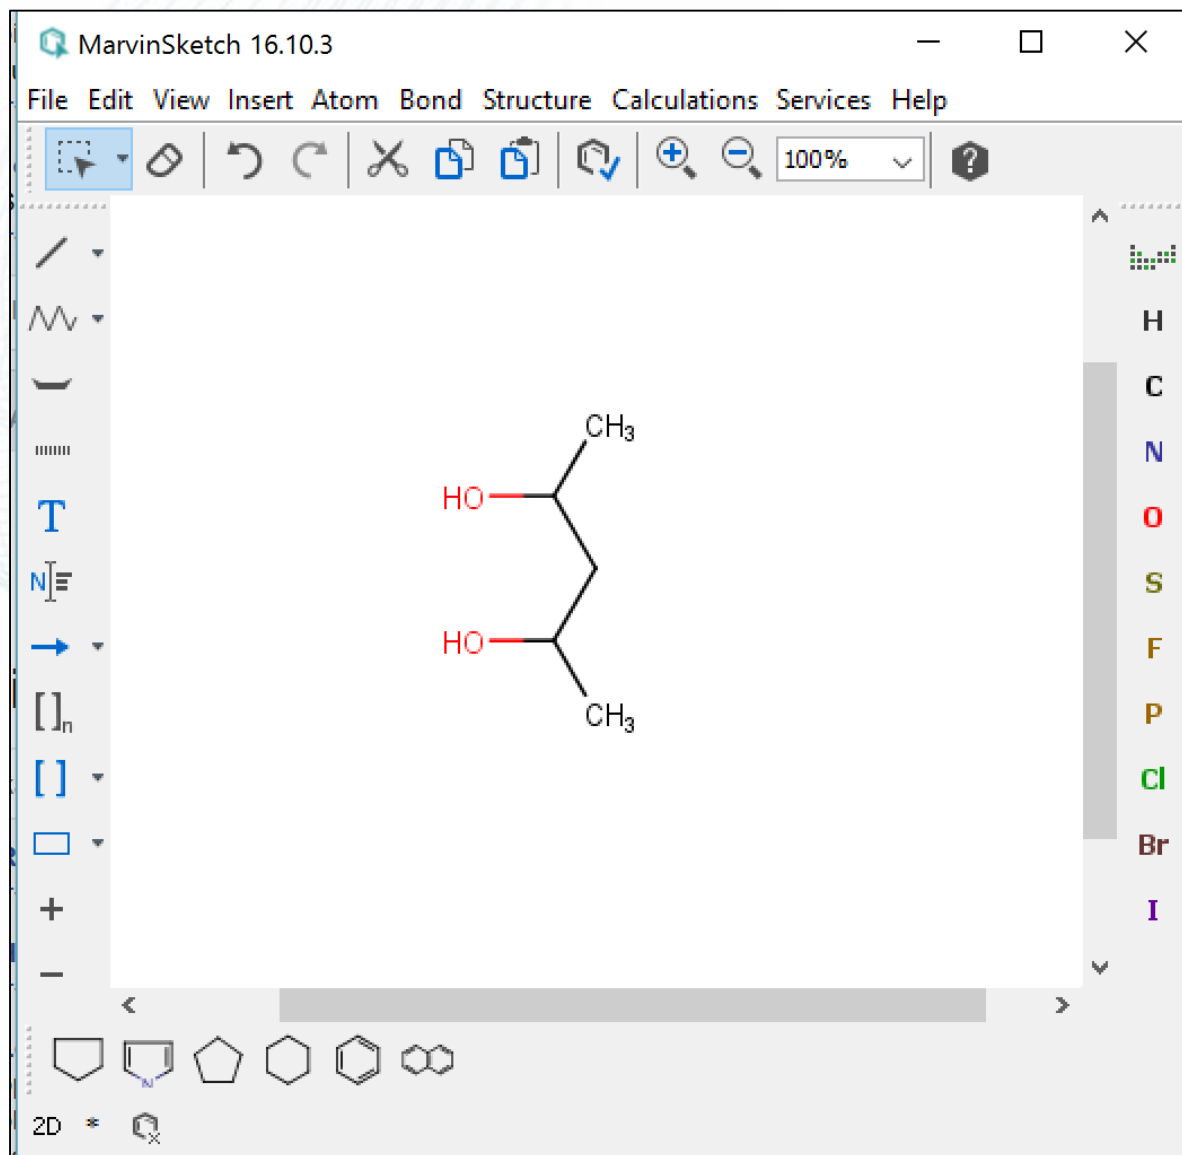 MarvinSketch 16.10.3
File Edit View Insert Atom Bond Structure Calculations Services Help
100%
?
H
C
CH3
N
HO
O
T
S
N
HO
F
[ ]n
P
CH3
[ ]
Cl
Br
+
I
−
N
2D *